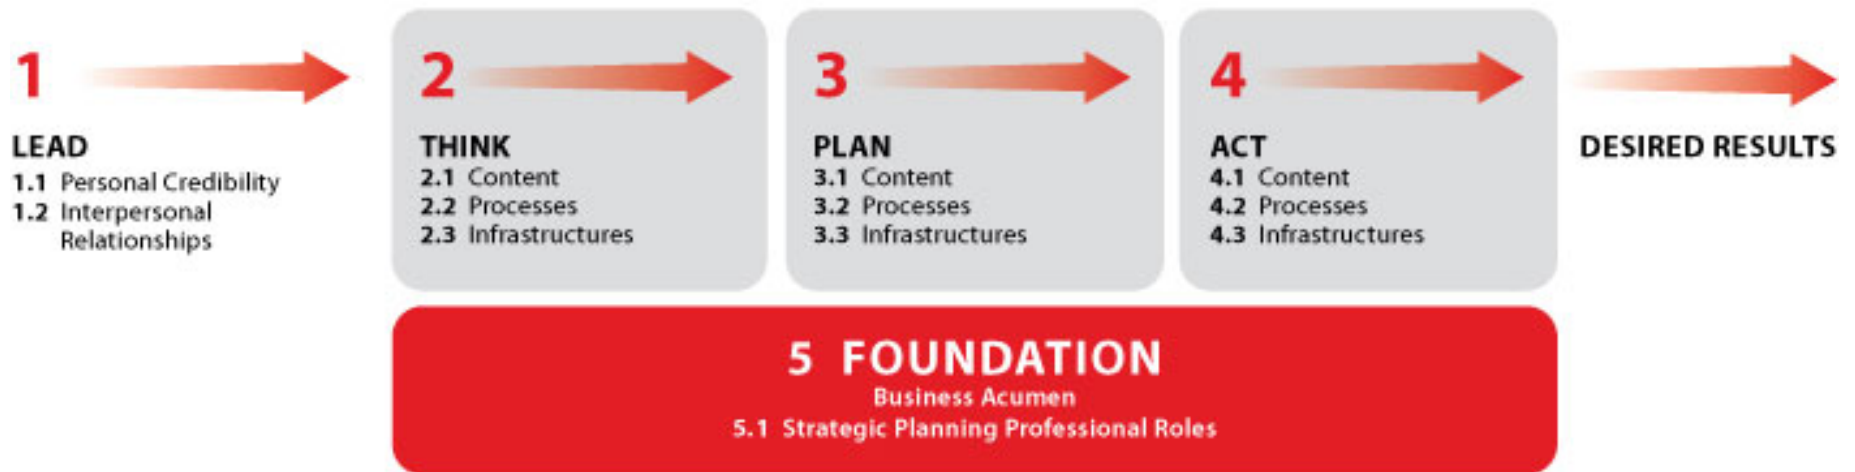 1
LEAD
1.1 Personal Credibility
1.2 Interpersonal
Relationships
2
THINK
2.1 Content
2.2 Processes
2.3 Infrastructures
3
PLAN
3.1 Content
3.2 Processes
3.3 Infrastructures
4
ACT
4.1 Content
4.2 Processes
4.3 Infrastructures
DESIRED RESULTS
5 FOUNDATION
Business Acumen
5.1 Strategic Planning Professional Roles